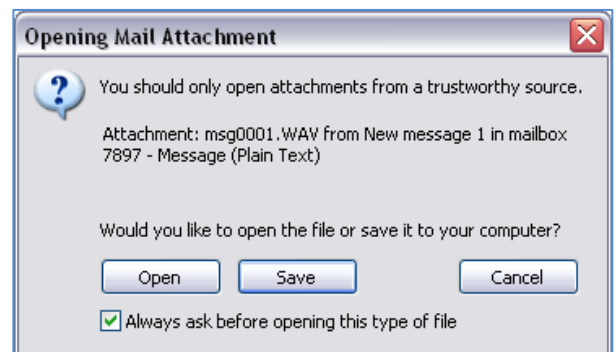 Opening Mail Attachment
You should only open attachments from a trustworthy source.
Attachment: msg0001.WAV from New message 1 in mailbox
7897 - Message (Plain Text)
Would you like to open the file or save it to your computer?
Open Save Cancel
Always ask before opening this type of file